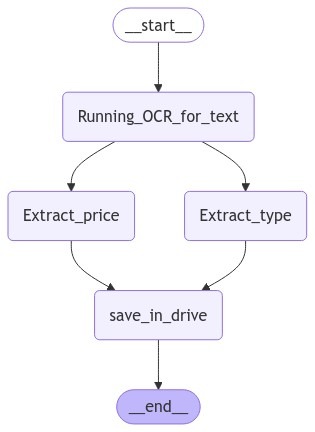 __start__
Running_OCR_for_text
Extract_price
Extract_type
save_in_drive
__end__